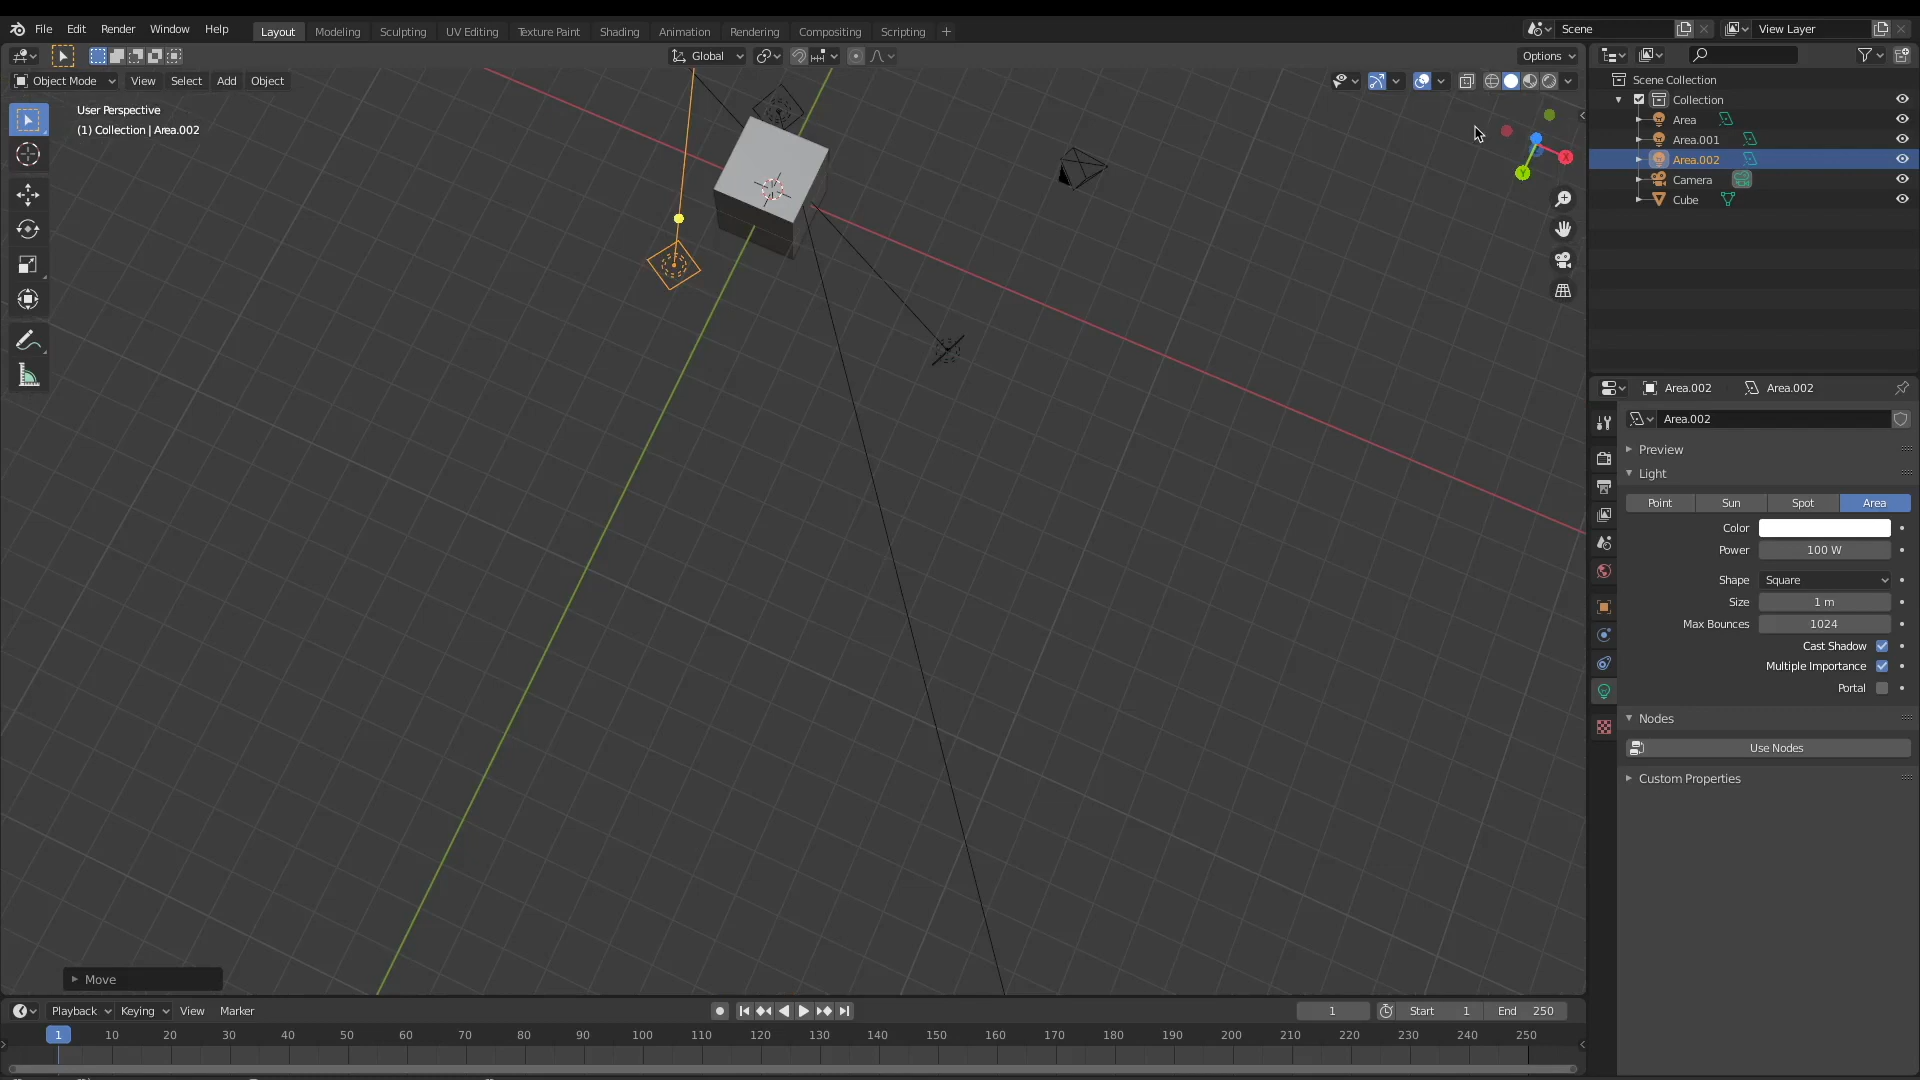 File Edit Render Window Help Layout Modeling Sculpting UV Editing Texture Paint Shading Animation Rendering Compositing Scripting + Scene View Layer
Global Options
Object Mode View Select Add Object
User Perspective
(1) Collection | Area.002
X
Y
Move
Scene Collection
Collection
Area
Area.001
Area.002
Camera
Cube
Area.002 Area.002
Area.002
Preview
Light
Point Sun Spot Area
Color
Power 100 W
Shape Square
Size 1 m
Max Bounces 1024
Cast Shadow
Multiple Importance
Portal
Nodes
Use Nodes
Custom Properties
Playback Keying View Marker 1 Start 1 End 250
1 10 20 30 40 50 60 70 80 90 100 110 120 130 140 150 160 170 180 190 200 210 220 230 240 250